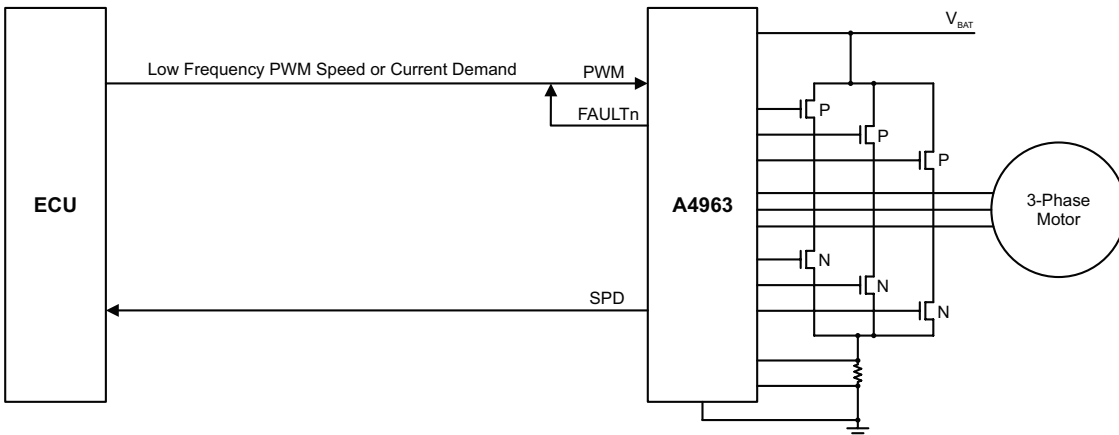 V_BAT
Low Frequency PWM Speed or Current Demand
PWM
FAULTn
P
P
P
ECU
A4963
3-Phase
Motor
N
N
N
SPD